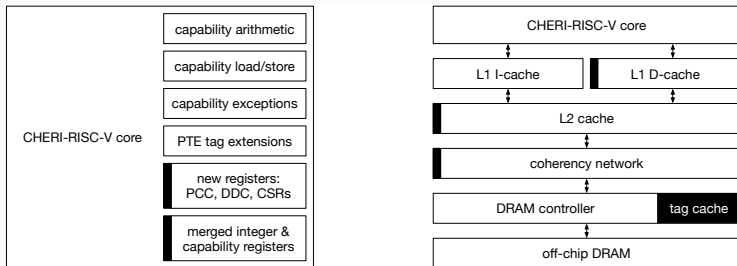 CHERI-RISC-V core
capability arithmetic
capability load/store
capability exceptions
PTE tag extensions
new registers:
PCC, DDC, CSRs
merged integer &
capability registers
CHERI-RISC-V core
L1 I-cache
L1 D-cache
L2 cache
coherency network
DRAM controller
tag cache
off-chip DRAM